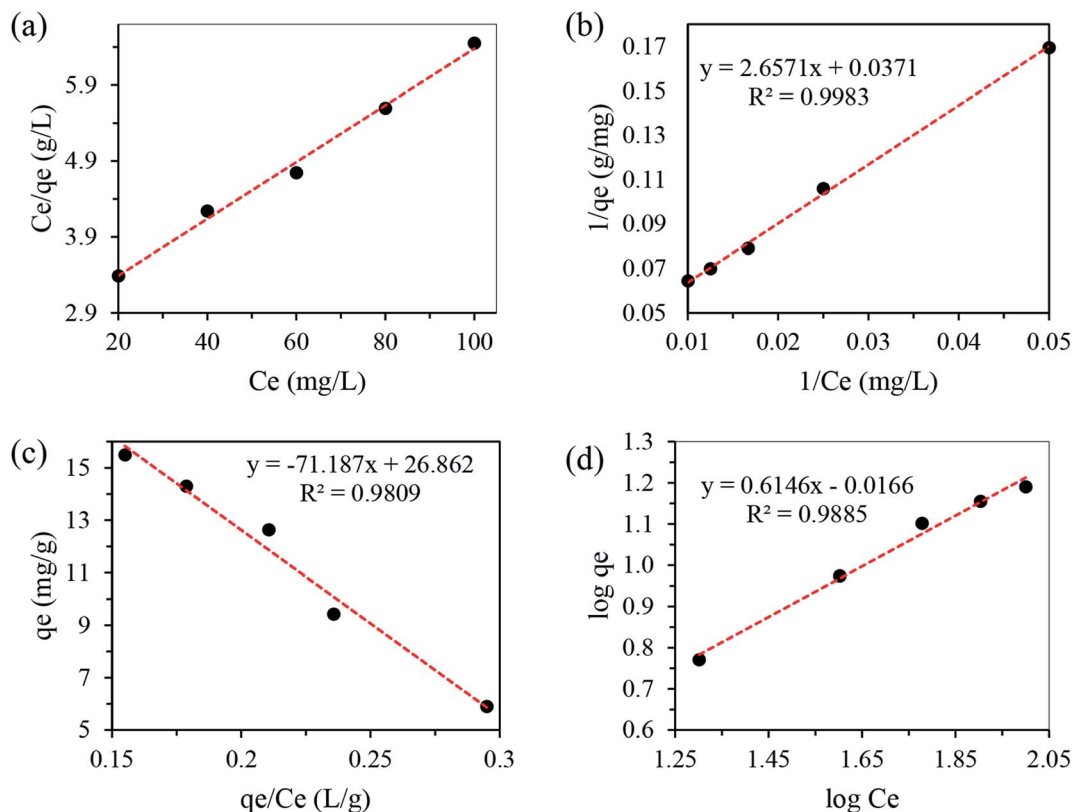 (a)
5.9
4.9
3.9
2.9
Ce/qe (g/L)
20 40 60 80 100
Ce (mg/L)
(b)
y = 2.6571x + 0.0371
R² = 0.9983
0.17
0.15
0.13
0.11
0.09
0.07
0.05
1/qe (g/mg)
0.01 0.02 0.03 0.04 0.05
1/Ce (mg/L)
(c)
y = -71.187x + 26.862
R² = 0.9809
15
13
11
9
7
5
qe (mg/g)
0.15 0.2 0.25 0.3
qe/Ce (L/g)
(d)
y = 0.6146x - 0.0166
R² = 0.9885
1.3
1.2
1.1
1.0
0.9
0.8
0.7
0.6
log qe
1.25 1.45 1.65 1.85 2.05
log Ce